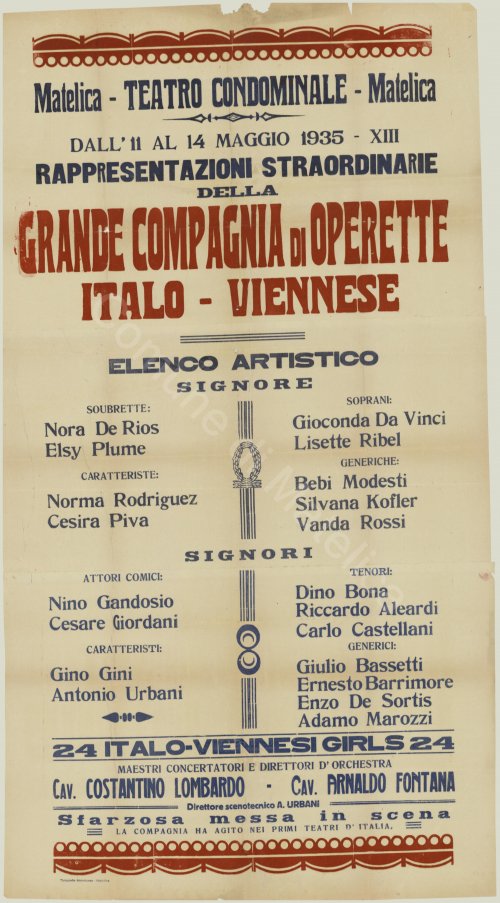 Matelica - TEATRO CONDOMINALE - Matelica
DALL' 11 AL 14 MAGGIO 1935 - XIII
RAPPRESENTAZIONI STRAORDINARIE
DELLA
GRANDE COMPAGNIA DI OPERETTE
ITALO - VIENNESE
ELENCO ARTISTICO
SIGNORE
SOUBRETTE:
Nora De Rios
Elsy Plume
CARATTERISTE:
Norma Rodriguez
Cesira Piva
SOPRANI:
Gioconda Da Vinci
Lisette Ribel
GENERICHE:
Bebi Modesti
Silvana Kofler
Vanda Rossi
SIGNORI
ATTORI COMICI:
Nino Gandosio
Cesare Giordani
CARATTERISTI:
Gino Gini
Antonio Urbani
TENORI:
Dino Bona
Riccardo Aleardi
Carlo Castellani
GENERICI:
Giulio Bassetti
Ernesto Barrimore
Enzo De Sortis
Adamo Marozzi
24 ITALO-VIENNESI GIRLS 24
MAESTRI CONCERTATORI E DIRETTORI D'ORCHESTRA
CAV. COSTANTINO LOMBARDO - CAV. ARNALDO FONTANA
Direttore scenotecnico A. URBANI
Sfarzosa messa in scena
LA COMPAGNIA HA AGITO NEI PRIMI TEATRI D'ITALIA.
Comune di Matelica